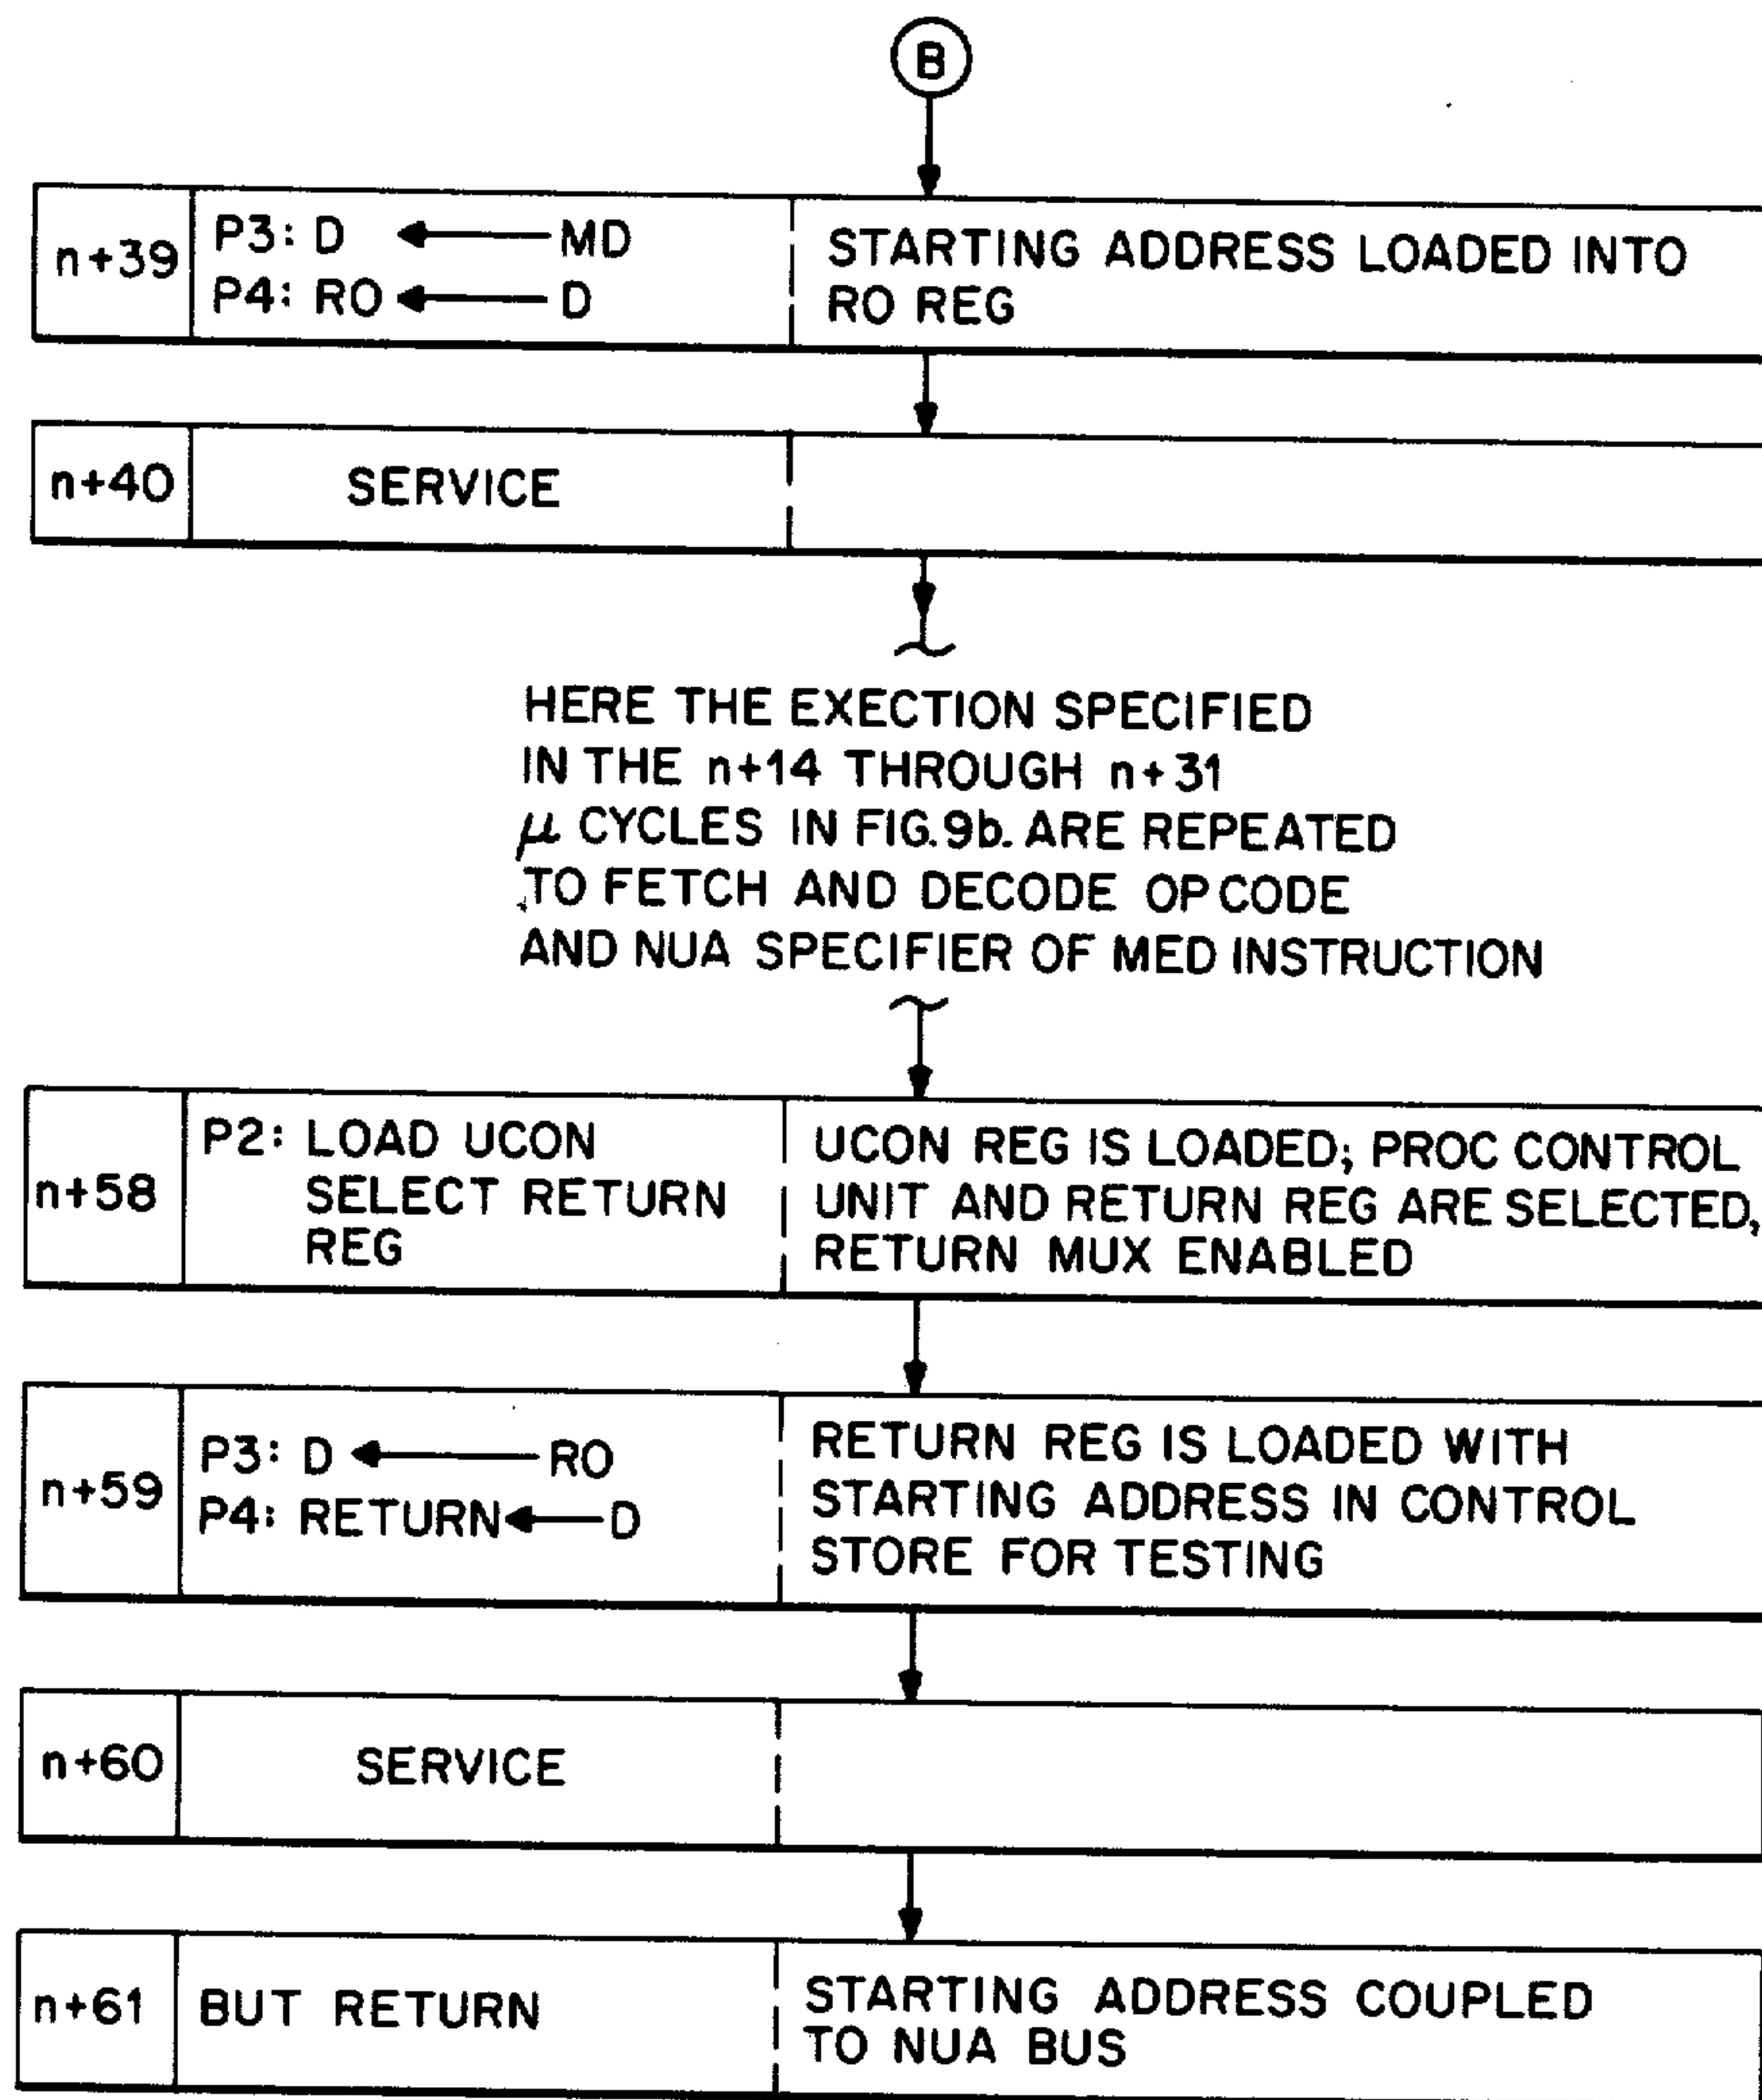 B
n+39
P3: D ← MD
P4: RO ← D
STARTING ADDRESS LOADED INTO
RO REG
n+40
SERVICE
HERE THE EXECTION SPECIFIED
IN THE n+14 THROUGH n+31
μ CYCLES IN FIG.9b. ARE REPEATED
TO FETCH AND DECODE OP CODE
AND NUA SPECIFIER OF MED INSTRUCTION
n+58
P2: LOAD UCON
SELECT RETURN
REG
UCON REG IS LOADED; PROC CONTROL
UNIT AND RETURN REG ARE SELECTED,
RETURN MUX ENABLED
n+59
P3: D ← RO
P4: RETURN ← D
RETURN REG IS LOADED WITH
STARTING ADDRESS IN CONTROL
STORE FOR TESTING
n+60
SERVICE
n+61
BUT RETURN
STARTING ADDRESS COUPLED
TO NUA BUS